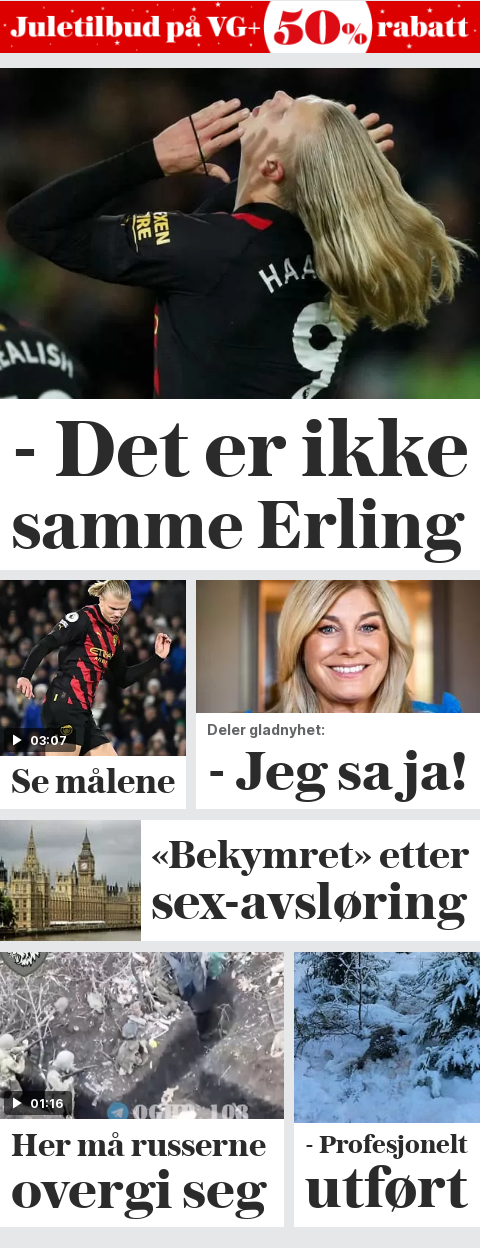 Juletilbud på VG+ 50% rabatt
HAA
9
EALISH
- Det er ikke
samme Erling
03:07
Se målene
Deler gladnyhet:
- Jeg sa ja!
«Bekymret» etter
sex-avsløring
01:16
Her må russerne
overgi seg
- Profesjonelt
utført